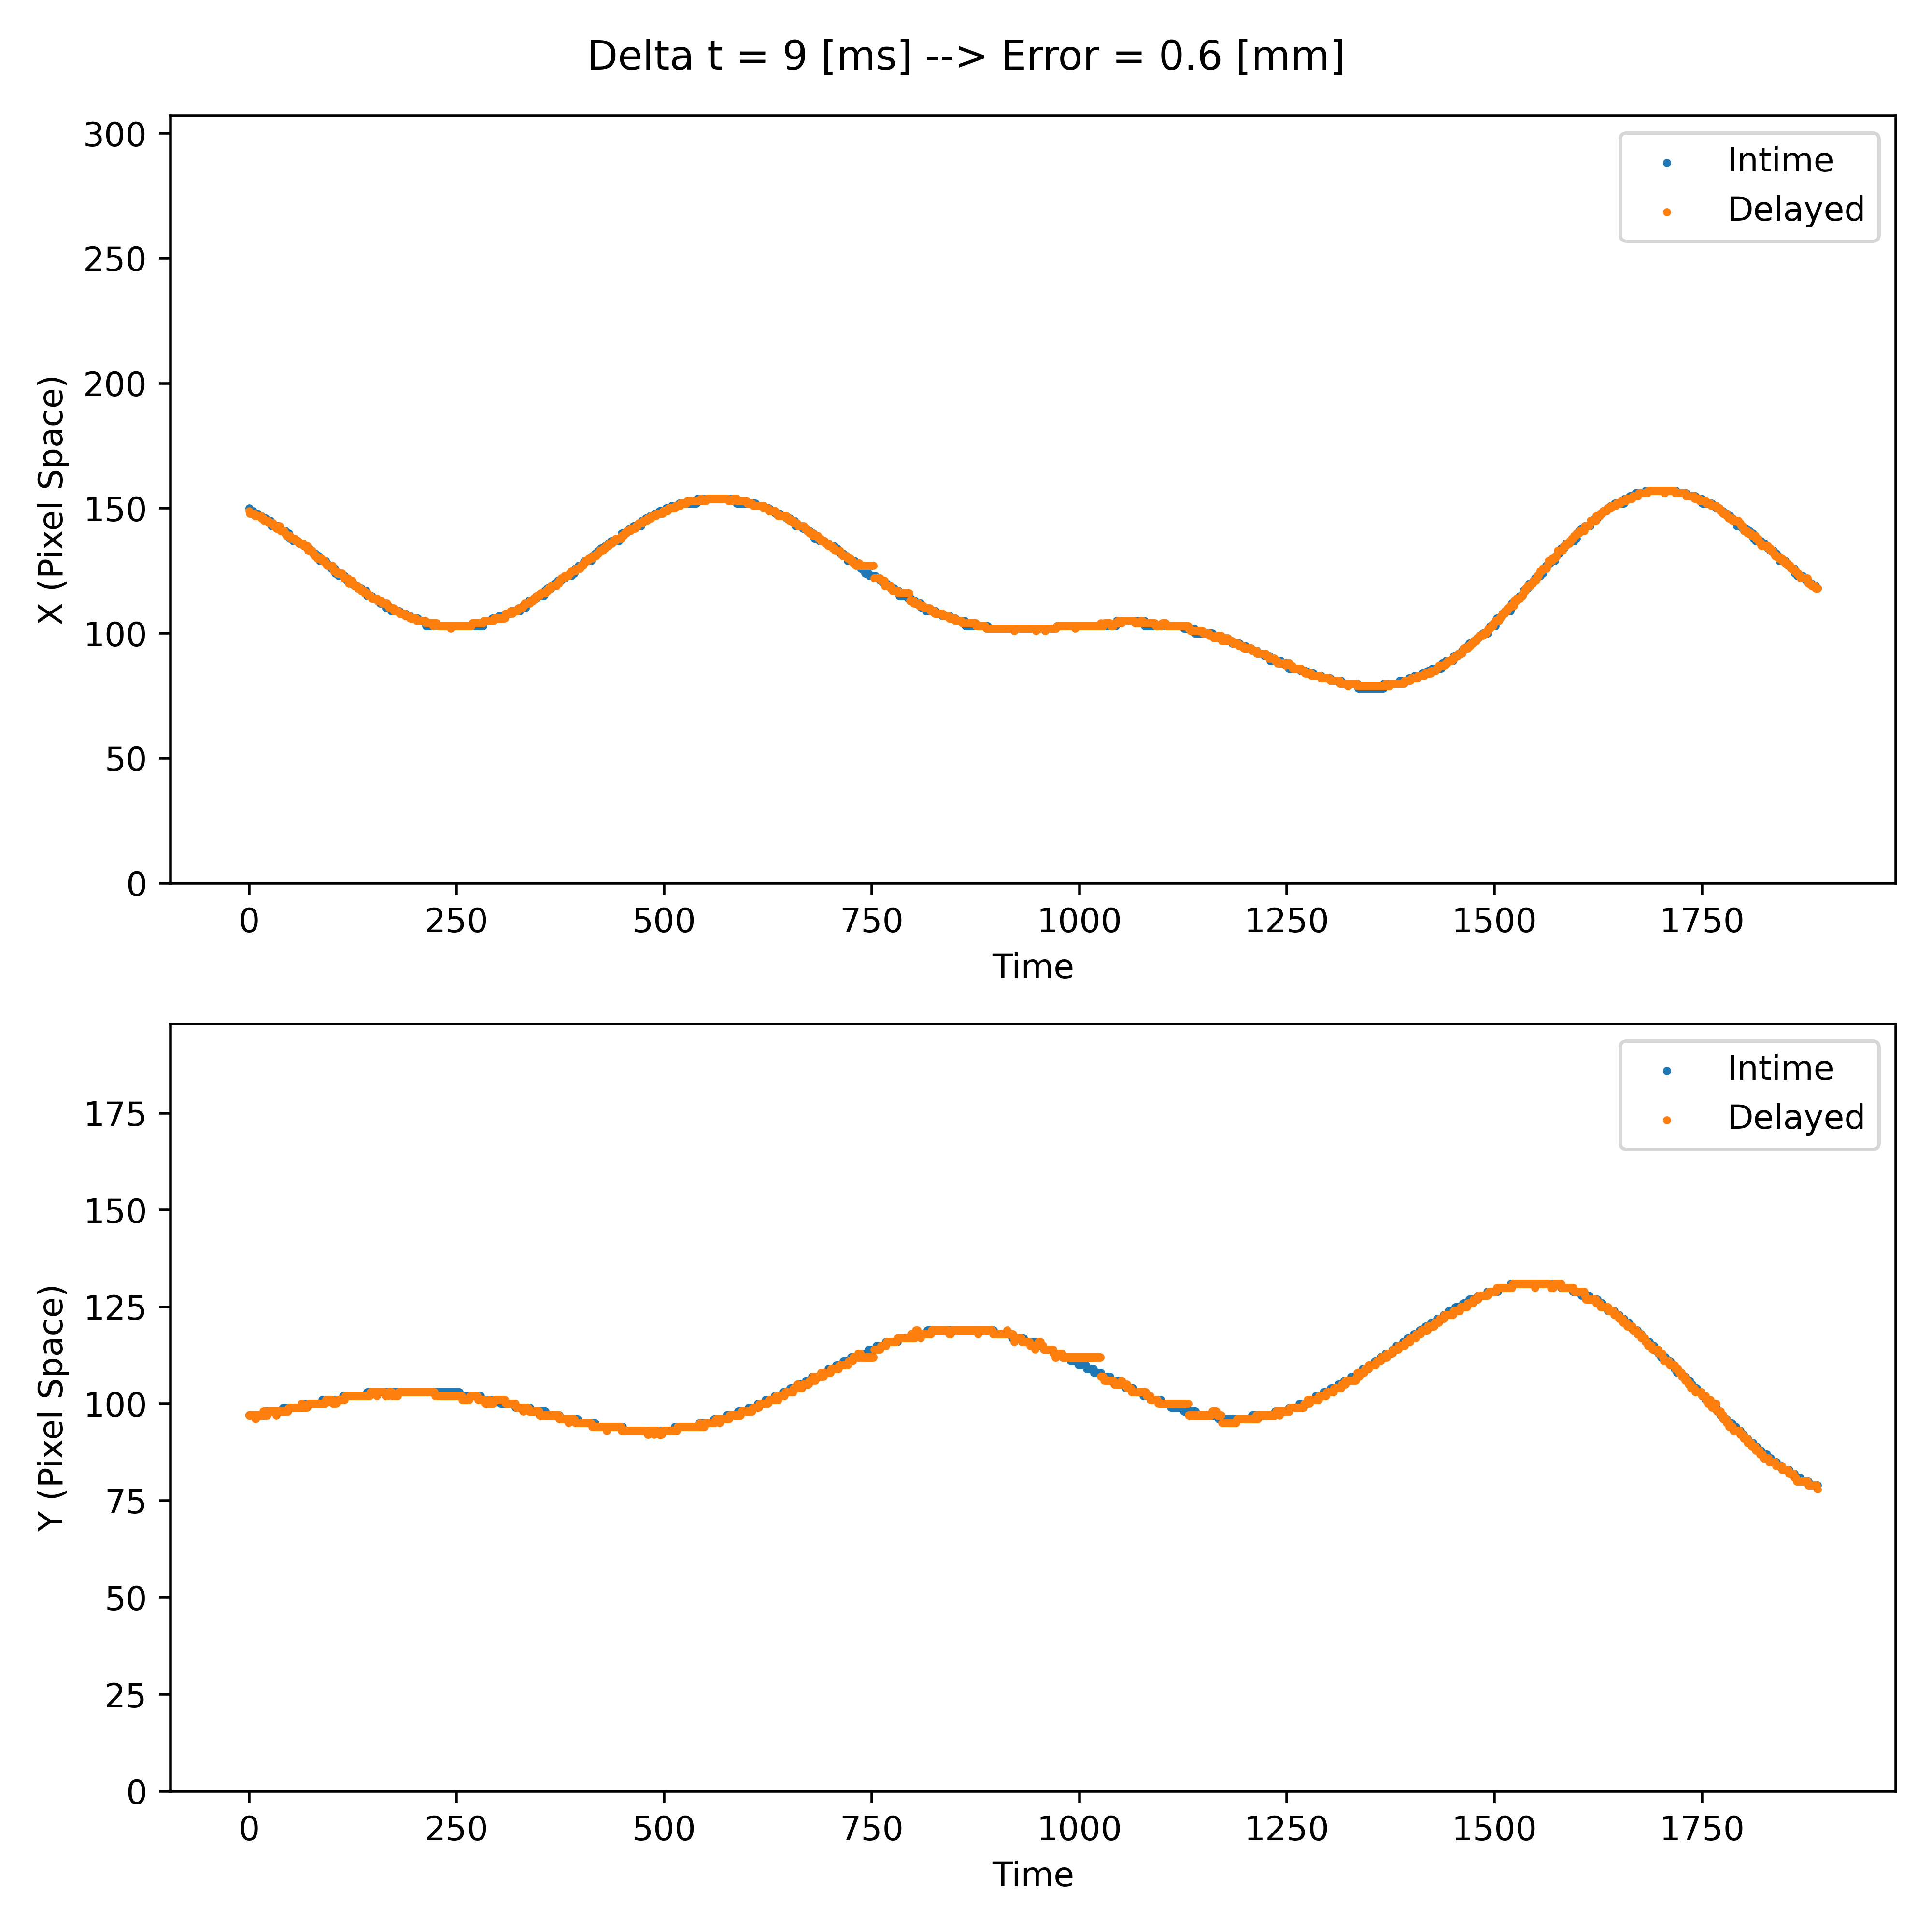 Delta t = 9 [ms] --> Error = 0.6 [mm]
300
250
200
150
100
50
0
X (Pixel Space)
Intime
Delayed
0 250 500 750 1000 1250 1500 1750
Time
175
150
125
100
75
50
25
0
Y (Pixel Space)
Intime
Delayed
0 250 500 750 1000 1250 1500 1750
Time